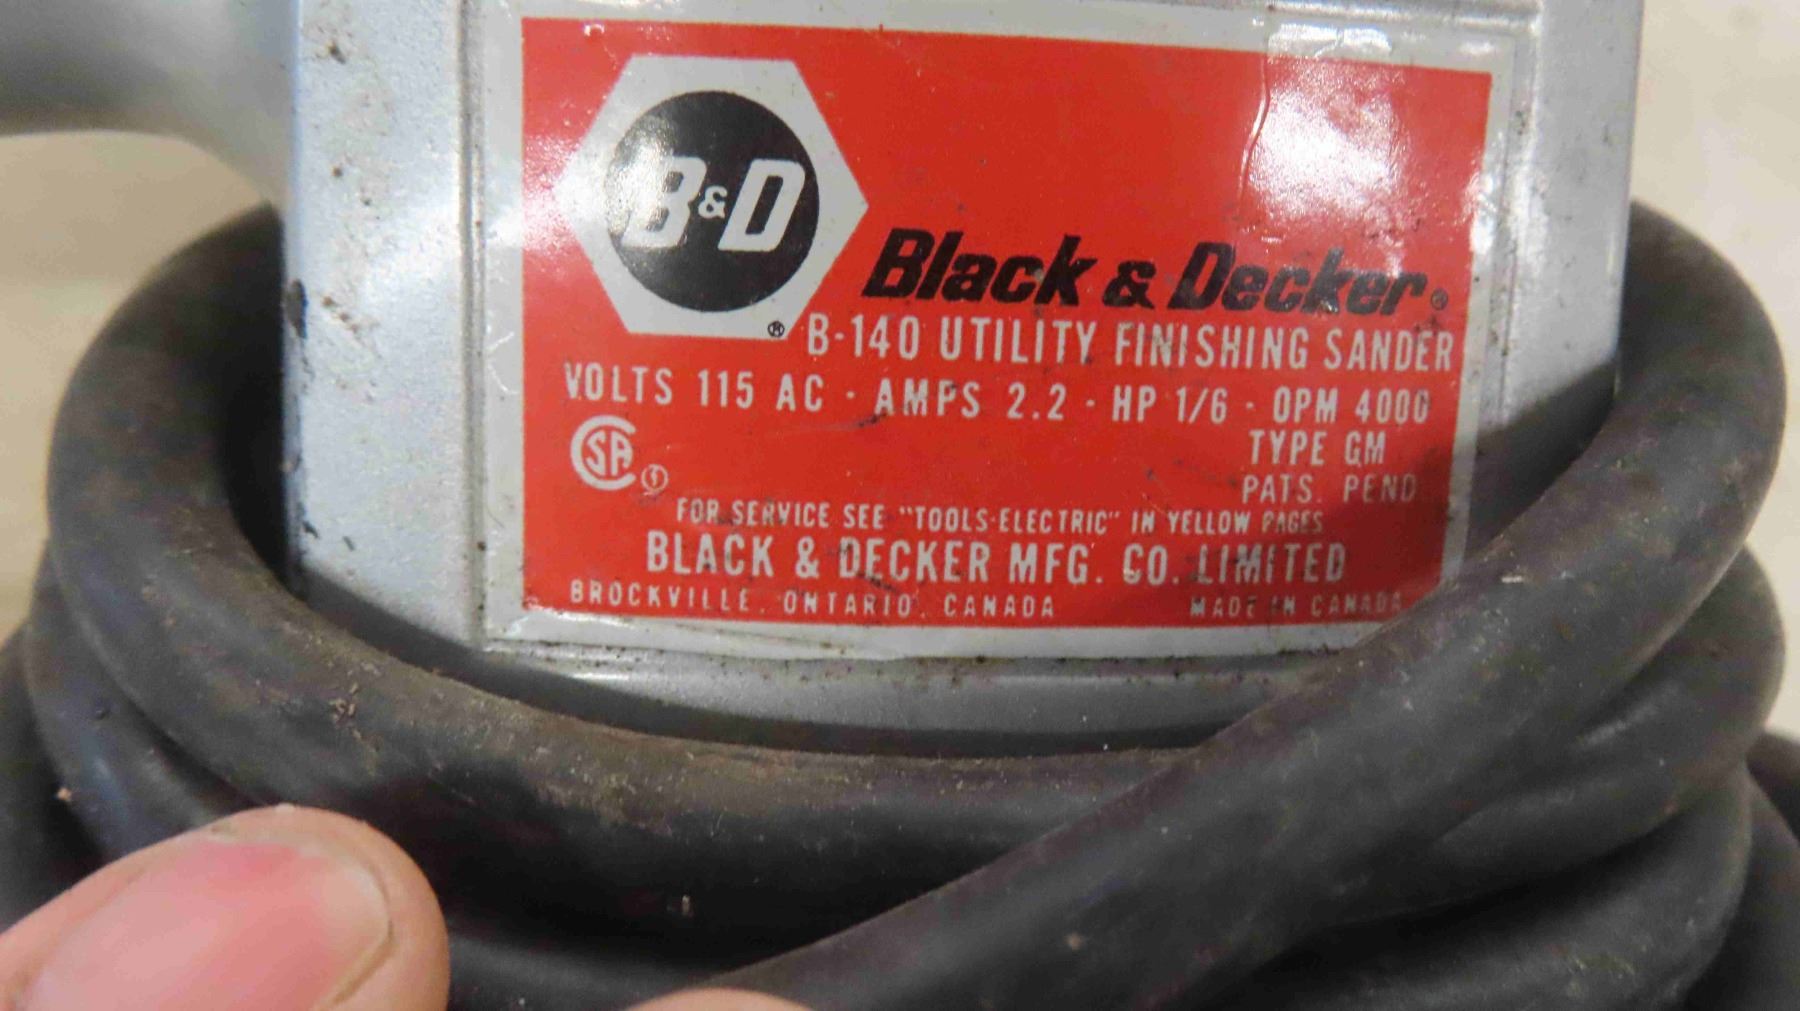 B&D
®
Black & Decker®
B-140 UTILITY FINISHING SANDER
VOLTS 115 AC · AMPS 2.2 · HP 1/6 · OPM 4000
CSA
TYPE GM
PATS. PEND
FOR SERVICE SEE "TOOLS-ELECTRIC" IN YELLOW PAGES
BLACK & DECKER MFG. CO. LIMITED
BROCKVILLE, ONTARIO, CANADA MADE IN CANADA